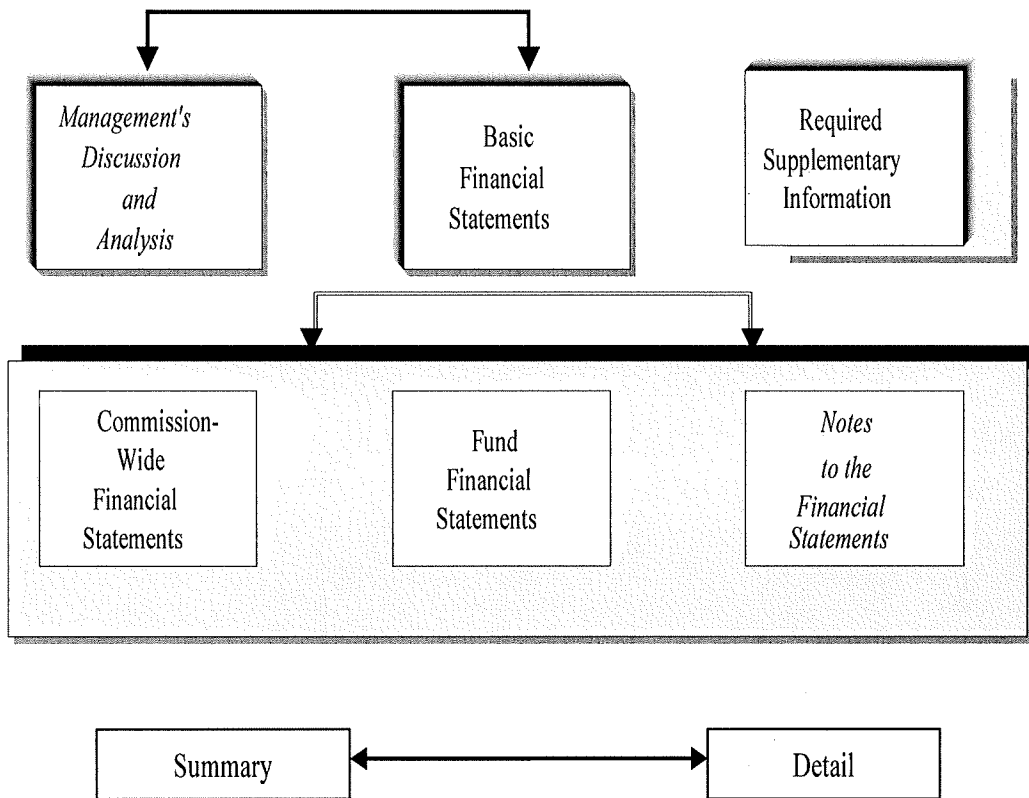 Management's
Discussion
and
Analysis
Basic
Financial
Statements
Required
Supplementary
Information
Commission-
Wide
Financial
Statements
Fund
Financial
Statements
Notes
to the
Financial
Statements
Summary
Detail